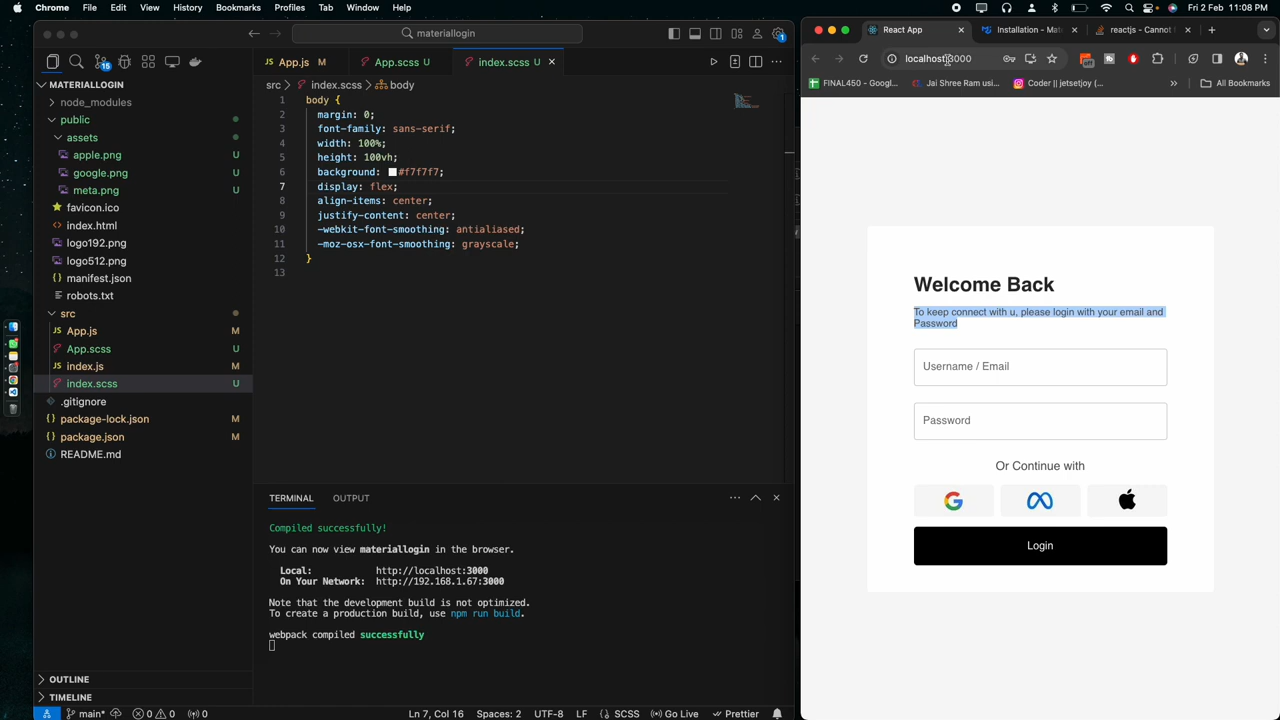 Chrome File Edit View History Bookmarks Profiles Tab Window Help
Fri 2 Feb 11:08 PM
materiallogin
React App
Installation - Mate
reactjs - Cannot f
localhost:3000
FINAL450 - Googl...
Jai Shree Ram usi...
Coder || jetsetjoy (...
All Bookmarks
15
1
App.js M
App.scss U
index.scss U
MATERIALLOGIN
node_modules
public
assets
apple.png U
google.png U
meta.png U
favicon.ico
index.html
logo192.png
logo512.png
manifest.json
robots.txt
src
App.js M
App.scss U
index.js M
index.scss U
.gitignore
package-lock.json M
package.json M
README.md
OUTLINE
TIMELINE
src > index.scss > body
1 body {
2 margin: 0;
3 font-family: sans-serif;
4 width: 100%;
5 height: 100vh;
6 background: #f7f7f7;
7 display: flex;
8 align-items: center;
9 justify-content: center;
10 -webkit-font-smoothing: antialiased;
11 -moz-osx-font-smoothing: grayscale;
12 }
13
TERMINAL OUTPUT
Compiled successfully!
You can now view materiallogin in the browser.
Local: http://localhost:3000
On Your Network: http://192.168.1.67:3000
Note that the development build is not optimized.
To create a production build, use npm run build.
webpack compiled successfully
main* 0 0 0
Ln 7, Col 16 Spaces: 2 UTF-8 LF {} SCSS Go Live Prettier
Welcome Back
To keep connect with u, please login with your email and
Password
Username / Email
Password
Or Continue with
Login